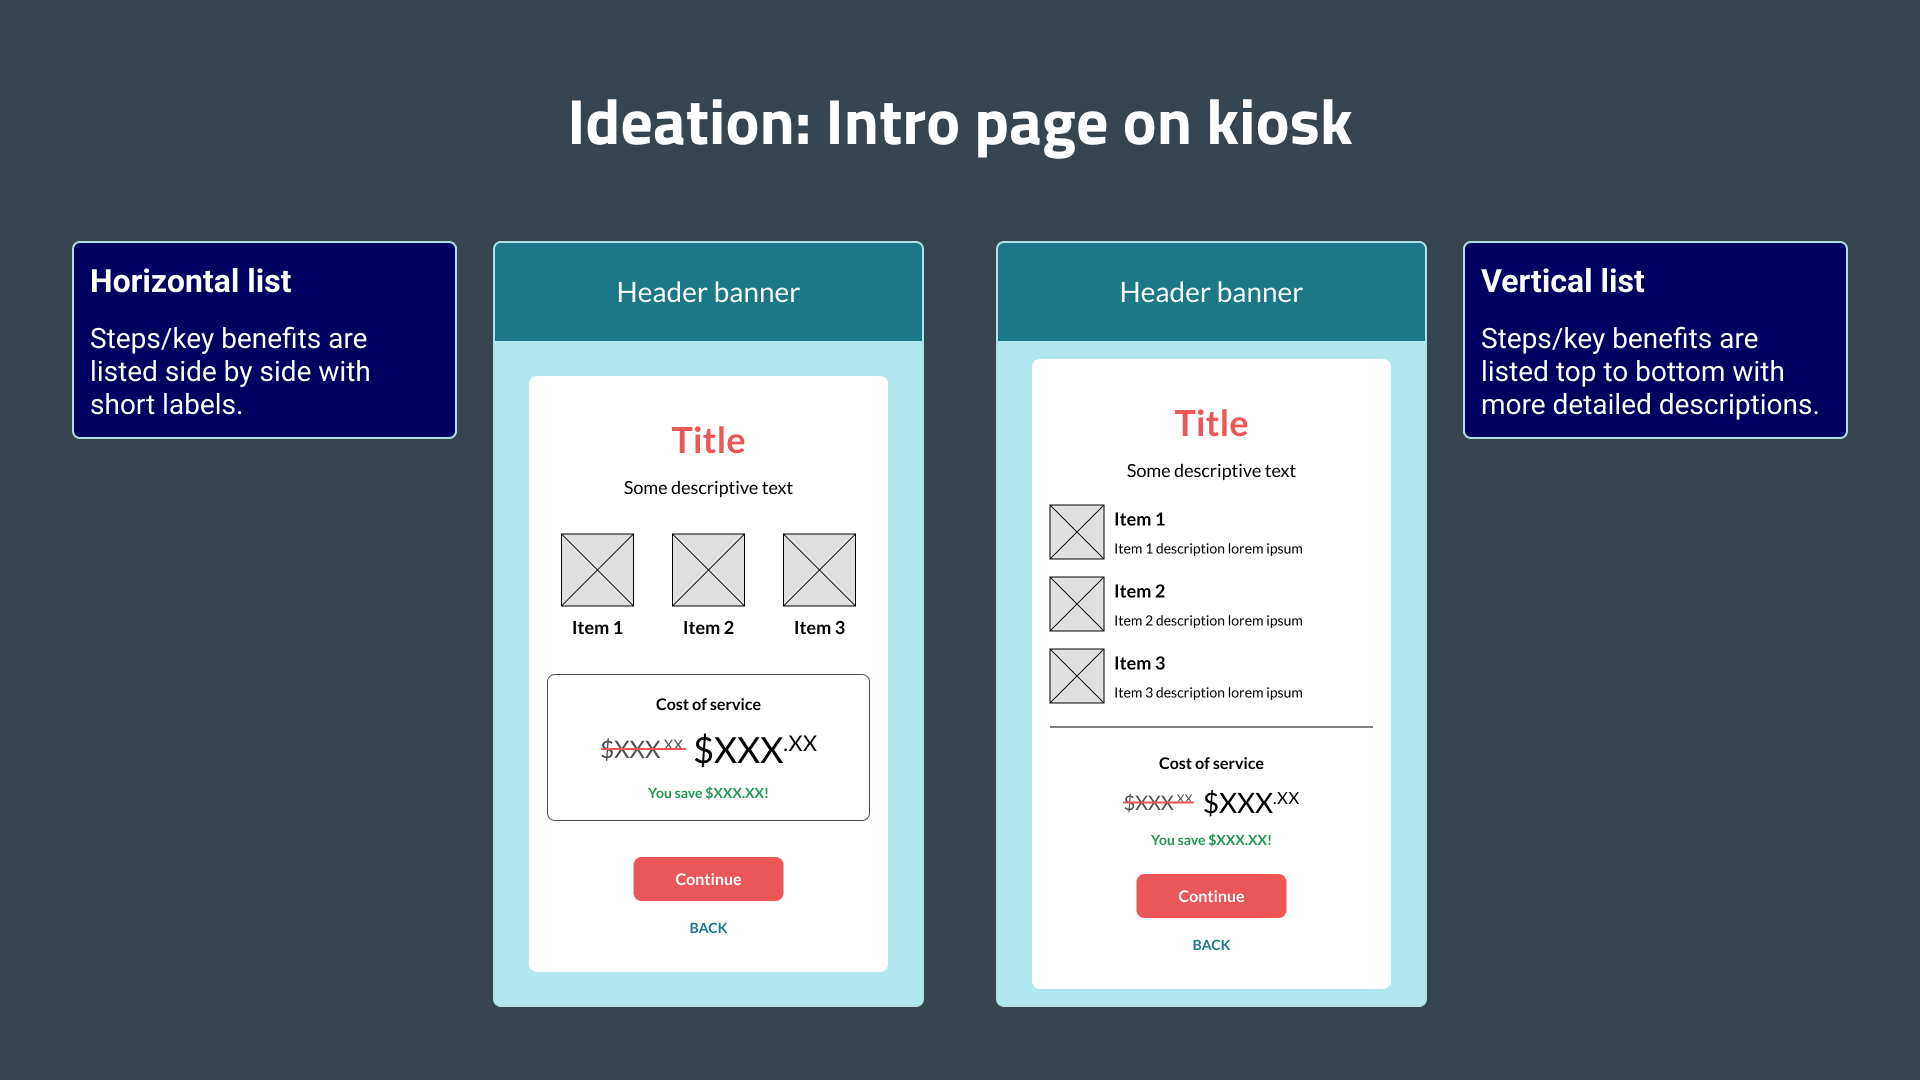 Ideation: Intro page on kiosk
Horizontal list
Steps/key benefits are
listed side by side with
short labels.
Header banner
Title
Some descriptive text
Item 1 Item 2 Item 3
Cost of service
$XXX.XX $XXX.XX
You save $XXX.XX!
Continue
BACK
Header banner
Title
Some descriptive text
Item 1
Item 1 description lorem ipsum
Item 2
Item 2 description lorem ipsum
Item 3
Item 3 description lorem ipsum
Cost of service
$XXX.XX $XXX.XX
You save $XXX.XX!
Continue
BACK
Vertical list
Steps/key benefits are
listed top to bottom with
more detailed descriptions.